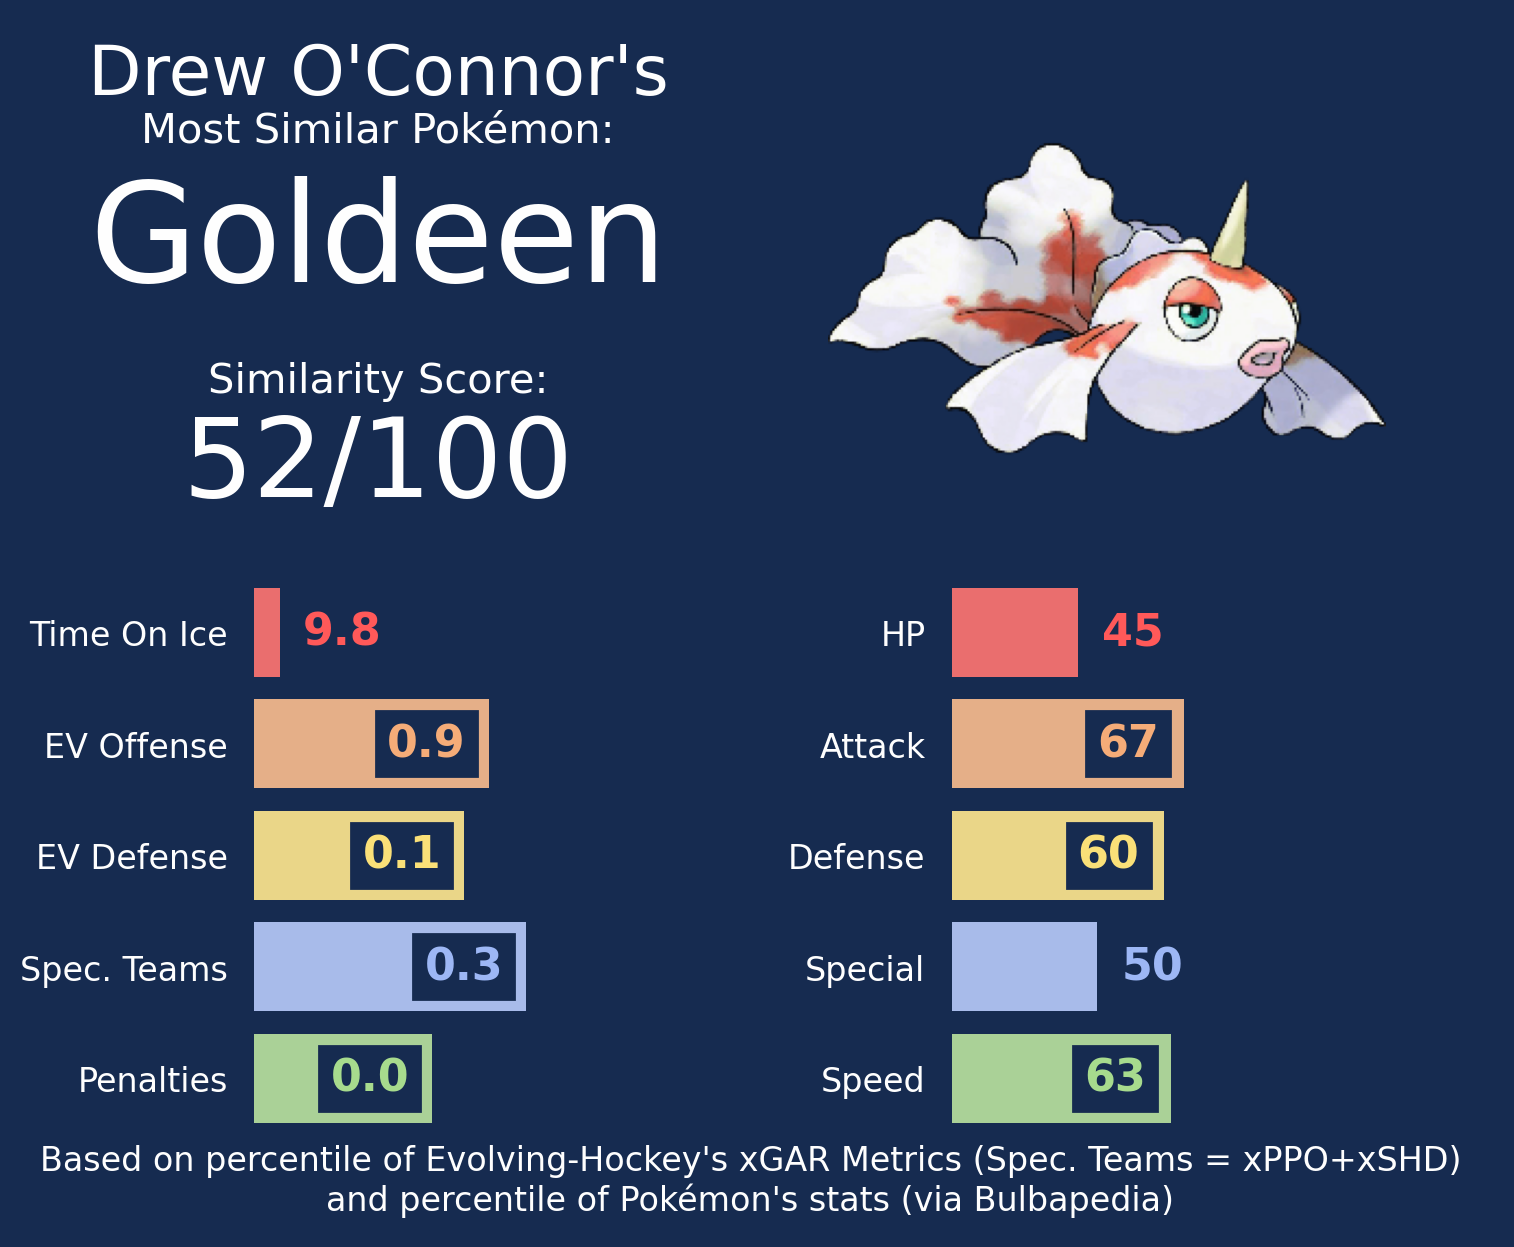 Drew O'Connor's
Most Similar Pokémon:
Goldeen
Similarity Score:
52/100
Time On Ice 9.8
EV Offense 0.9
EV Defense 0.1
Spec. Teams 0.3
Penalties 0.0
HP 45
Attack 67
Defense 60
Special 50
Speed 63
Based on percentile of Evolving-Hockey's xGAR Metrics (Spec. Teams = xPPO+xSHD)
and percentile of Pokémon's stats (via Bulbapedia)